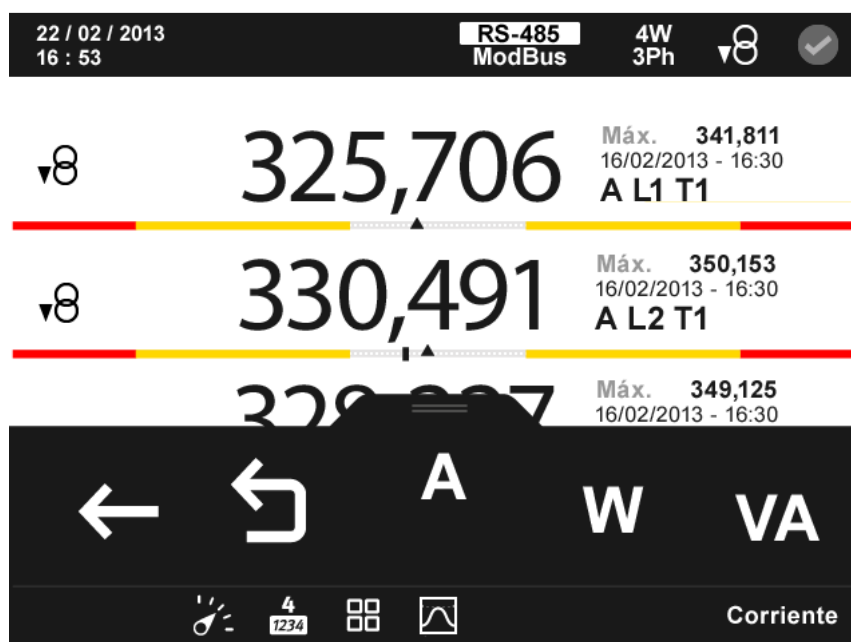 22 / 02 / 2013
16 : 53
RS-485
ModBus
4W
3Ph
325,706
Máx. 341,811
16/02/2013 - 16:30
A L1 T1
330,491
Máx. 350,153
16/02/2013 - 16:30
A L2 T1
Máx. 349,125
16/02/2013 - 16:30
A
W
VA
4
1234
Corriente